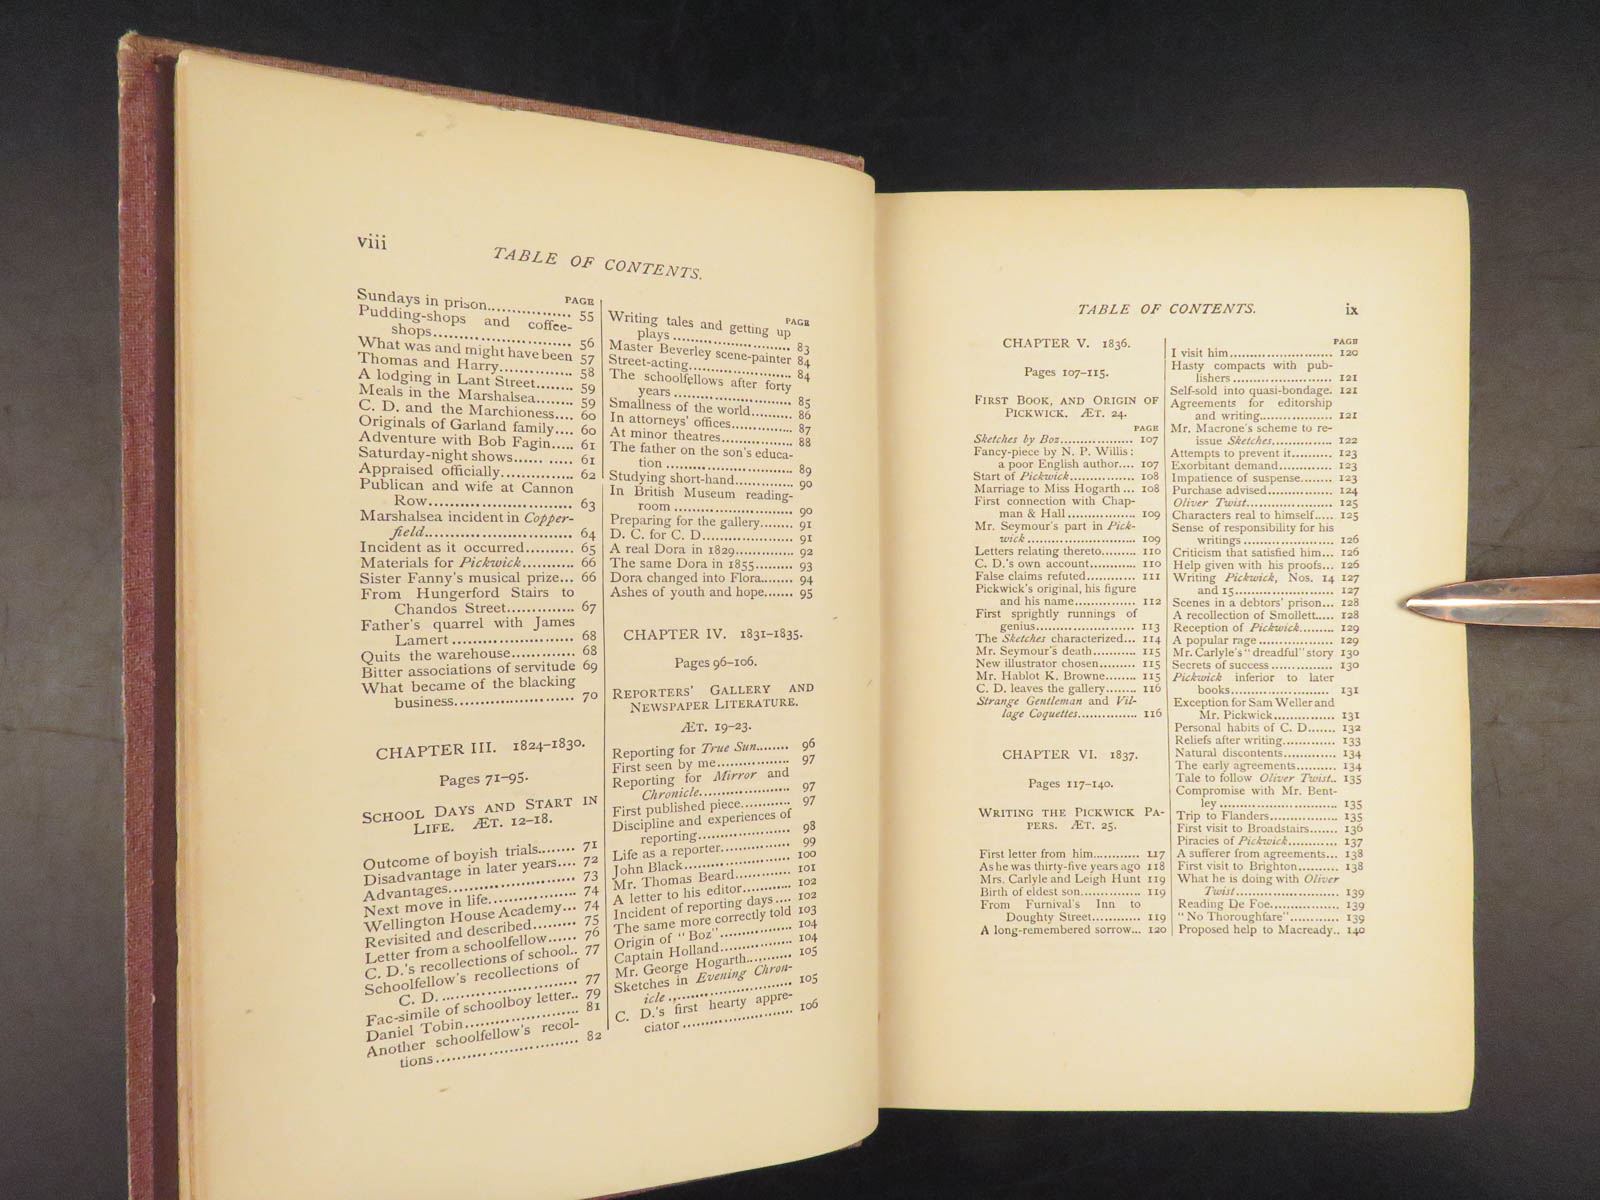 viii
TABLE OF CONTENTS.
PAGE
Sundays in prison................ 55
Pudding-shops and coffee-
shops.......................... 56
What was and might have been 57
Thomas and Harry.............. 58
A lodging in Lant Street........ 59
Meals in the Marshalsea........ 59
C. D. and the Marchioness.... 60
Originals of Garland family.... 60
Adventure with Bob Fagin..... 61
Saturday-night shows...... ..... 61
Appraised officially.............. 62
Publican and wife at Cannon
Row............................ 63
Marshalsea incident in Copper-
field............................ 64
Incident as it occurred.......... 65
Materials for Pickwick........... 66
Sister Fanny's musical prize... 66
From Hungerford Stairs to
Chandos Street............. 67
Father's quarrel with James
Lamert........................ 68
Quits the warehouse............ 68
Bitter associations of servitude 69
What became of the blacking
business....................... 70
CHAPTER III. 1824–1830.
Pages 71–95.
SCHOOL DAYS AND START IN
LIFE. ÆT. 12–18.
Outcome of boyish trials........ 71
Disadvantage in later years.... 72
Advantages........................ 73
Next move in life................. 74
Wellington House Academy... 74
Revisited and described......... 75
Letter from a schoolfellow...... 76
C. D.'s recollections of school.. 77
Schoolfellow's recollections of
C. D.......................... 77
Fac-simile of schoolboy letter.. 79
Daniel Tobin...................... 81
Another schoolfellow's recol-
tions........................... 82
PAGE
Writing tales and getting up
plays........................ 83
Master Beverley scene-painter 84
Street-acting..................... 84
The schoolfellows after forty
years........................ 85
Smallness of the world......... 86
In attorneys' offices............. 87
At minor theatres................ 88
The father on the son's educa-
tion........................... 89
Studying short-hand............. 90
In British Museum reading-
room......................... 90
Preparing for the gallery........ 91
D. C. for C. D.................... 91
A real Dora in 1829.............. 92
The same Dora in 1855......... 93
Dora changed into Flora........ 94
Ashes of youth and hope....... 95
CHAPTER IV. 1831–1835.
Pages 96–106.
REPORTERS' GALLERY AND
NEWSPAPER LITERATURE.
ÆT. 19–23.
Reporting for True Sun........ 96
First seen by me................. 97
Reporting for Mirror and
Chronicle..................... 97
First published piece............ 97
Discipline and experiences of
reporting..................... 98
Life as a reporter................ 99
John Black....................... 100
Mr. Thomas Beard............. 101
A letter to his editor............ 102
Incident of reporting days.... 102
The same more correctly told 103
Origin of "Boz"................. 104
Captain Holland................. 104
Mr. George Hogarth............ 105
Sketches in Evening Chron-
icle............................ 105
C. D.'s first hearty appre-
ciator......................... 106
TABLE OF CONTENTS.
ix
CHAPTER V. 1836.
Pages 107–115.
FIRST BOOK, AND ORIGIN OF
PICKWICK. ÆT. 24.
PAGE
Sketches by Boz.................. 107
Fancy-piece by N. P. Willis:
a poor English author.... 107
Start of Pickwick................ 108
Marriage to Miss Hogarth... 108
First connection with Chap-
man & Hall................. 109
Mr. Seymour's part in Pick-
wick........................... 109
Letters relating thereto......... 110
C. D.'s own account............ 110
False claims refuted............ 111
Pickwick's original, his figure
and his name............... 112
First sprightly runnings of
genius........................ 113
The Sketches characterized... 114
Mr. Seymour's death........... 115
New illustrator chosen......... 115
Mr. Hablot K. Browne........ 115
C. D. leaves the gallery........ 116
Strange Gentleman and Vil-
lage Coquettes............... 116
CHAPTER VI. 1837.
Pages 117–140.
WRITING THE PICKWICK PA-
PERS. ÆT. 25.
First letter from him............ 117
As he was thirty-five years ago 118
Mrs. Carlyle and Leigh Hunt 119
Birth of eldest son............... 119
From Furnival's Inn to
Doughty Street............ 119
A long-remembered sorrow... 120
PAGE
I visit him.......................... 120
Hasty compacts with pub-
lishers........................ 121
Self-sold into quasi-bondage. 121
Agreements for editorship
and writing.................. 121
Mr. Macrone's scheme to re-
issue Sketches............... 122
Attempts to prevent it.......... 123
Exorbitant demand............. 123
Impatience of suspense........ 123
Purchase advised................ 124
Oliver Twist...................... 125
Characters real to himself..... 125
Sense of responsibility for his
writings...................... 126
Criticism that satisfied him... 126
Help given with his proofs... 126
Writing Pickwick, Nos. 14 127
and 15........................ 127
Scenes in a debtors' prison... 128
A recollection of Smollett..... 128
Reception of Pickwick......... 129
A popular rage................... 129
Mr. Carlyle's "dreadful" story 130
Secrets of success............... 130
Pickwick inferior to later
books......................... 131
Exception for Sam Weller and
Mr. Pickwick............... 131
Personal habits of C. D....... 132
Reliefs after writing............. 133
Natural discontents............. 134
The early agreements.......... 134
Tale to follow Oliver Twist.. 135
Compromise with Mr. Bent-
ley............................. 135
Trip to Flanders................. 135
First visit to Broadstairs....... 136
Piracies of Pickwick............ 137
A sufferer from agreements... 138
First visit to Brighton.......... 138
What he is doing with Oliver
Twist......................... 139
Reading De Foe................. 139
"No Thoroughfare"............ 139
Proposed help to Macready.. 140